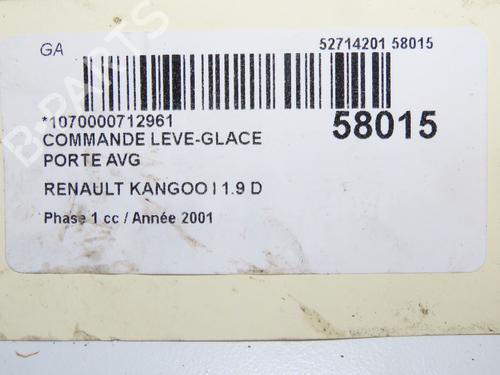 GA
52714201 58015
*1070000712961
58015
COMMANDE LEVE-GLACE
PORTE AVG
RENAULT KANGOO I 1.9 D
Phase 1 cc / Année 2001
B-PARTS